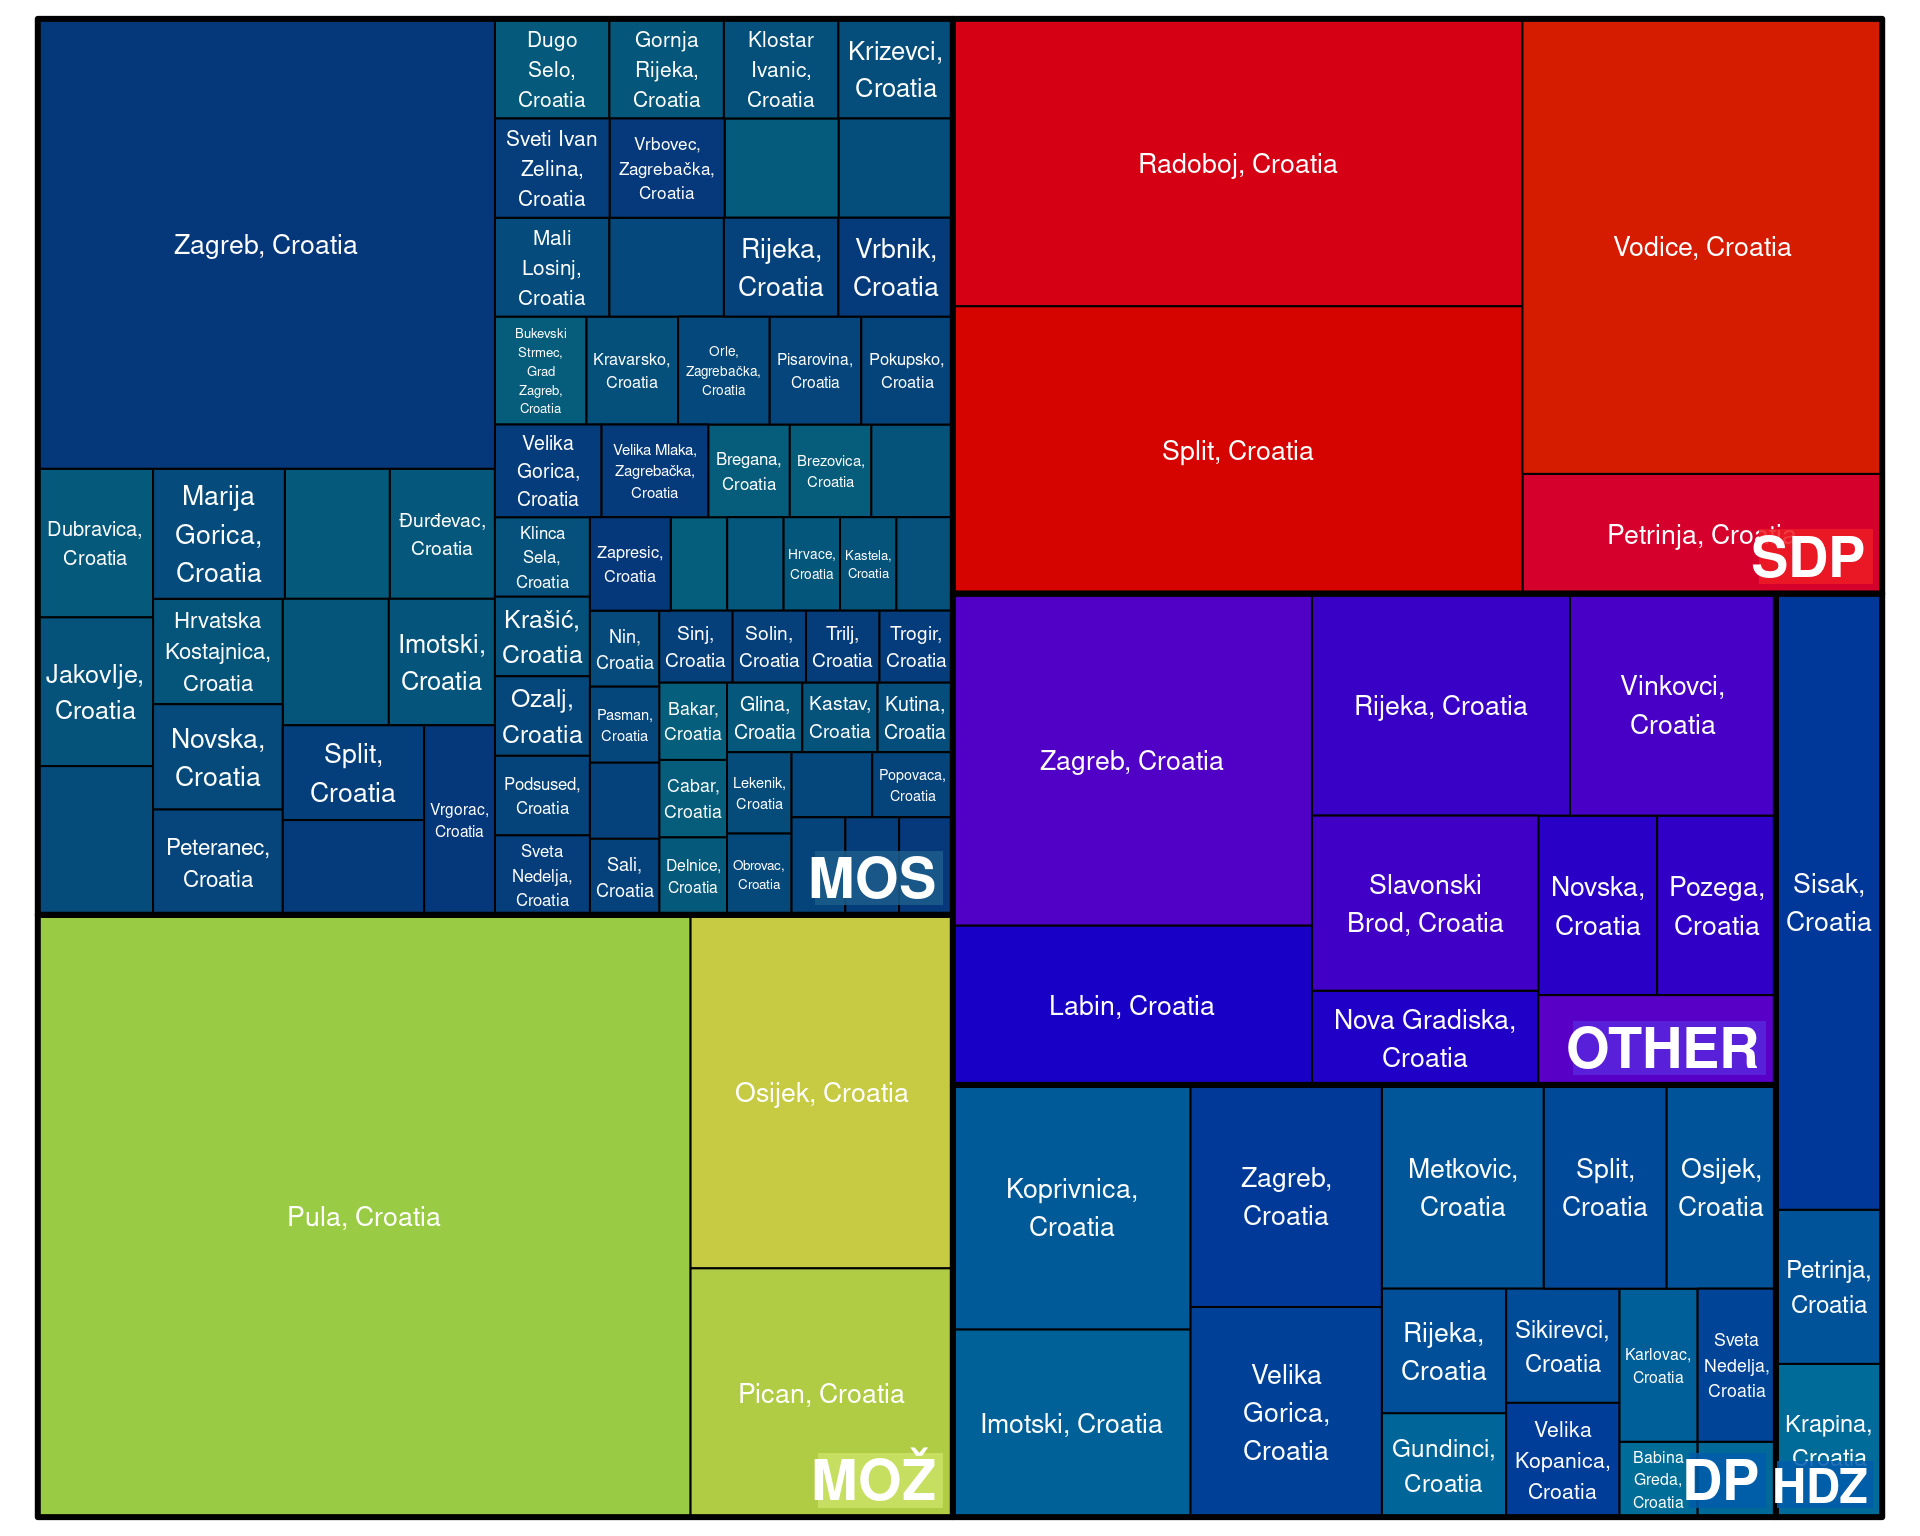 Zagreb, Croatia
Dugo
Selo,
Croatia
Gornja
Rijeka,
Croatia
Klostar
Ivanic,
Croatia
Krizevci,
Croatia
Sveti Ivan
Zelina,
Croatia
Vrbovec,
Zagrebačka,
Croatia
Mali
Losinj,
Croatia
Rijeka,
Croatia
Vrbnik,
Croatia
Bukevski
Strmec,
Grad
Zagreb,
Croatia
Kravarsko,
Croatia
Orle,
Zagrebačka,
Croatia
Pisarovina,
Croatia
Pokupsko,
Croatia
Velika
Gorica,
Croatia
Velika Mlaka,
Zagrebačka,
Croatia
Bregana,
Croatia
Brezovica,
Croatia
Dubravica,
Croatia
Marija
Gorica,
Croatia
Đurđevac,
Croatia
Klinca
Sela,
Croatia
Zapresic,
Croatia
Hrvace,
Croatia
Kastela,
Croatia
Jakovlje,
Croatia
Hrvatska
Kostajnica,
Croatia
Imotski,
Croatia
Krašić,
Croatia
Nin,
Croatia
Sinj,
Croatia
Solin,
Croatia
Trilj,
Croatia
Trogir,
Croatia
Novska,
Croatia
Split,
Croatia
Vrgorac,
Croatia
Ozalj,
Croatia
Pasman,
Croatia
Bakar,
Croatia
Glina,
Croatia
Kastav,
Croatia
Kutina,
Croatia
Peteranec,
Croatia
Podsused,
Croatia
Cabar,
Croatia
Lekenik,
Croatia
Popovaca,
Croatia
Sveta
Nedelja,
Croatia
Sali,
Croatia
Delnice,
Croatia
Obrovac,
Croatia
MOS
Pula, Croatia
Osijek, Croatia
Pican, Croatia
MOŽ
Radoboj, Croatia
Vodice, Croatia
Split, Croatia
Petrinja, Croatia
SDP
Zagreb, Croatia
Rijeka, Croatia
Vinkovci,
Croatia
Slavonski
Brod, Croatia
Novska,
Croatia
Pozega,
Croatia
Labin, Croatia
Nova Gradiska,
Croatia
OTHER
Koprivnica,
Croatia
Zagreb,
Croatia
Metkovic,
Croatia
Split,
Croatia
Osijek,
Croatia
Imotski, Croatia
Velika
Gorica,
Croatia
Rijeka,
Croatia
Sikirevci,
Croatia
Karlovac,
Croatia
Sveta
Nedelja,
Croatia
Gundinci,
Croatia
Velika
Kopanica,
Croatia
Babina
Greda,
Croatia
DP
Sisak,
Croatia
Petrinja,
Croatia
Krapina,
Croatia
HDZ